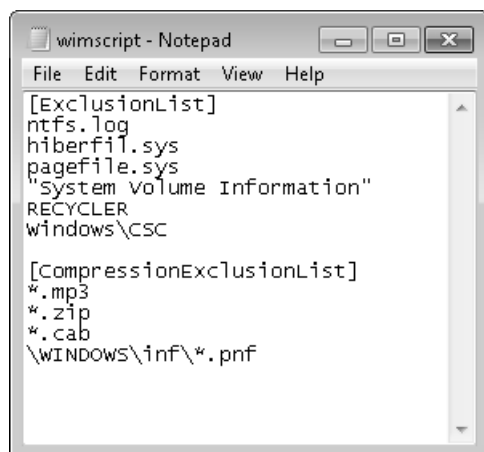 wimscript - Notepad
File Edit Format View Help
[ExclusionList]
ntfs.log
hiberfil.sys
pagefile.sys
"System Volume Information"
RECYCLER
Windows\CSC
[CompressionExclusionList]
*.mp3
*.zip
*.cab
\WINDOWS\inf\*.pnf